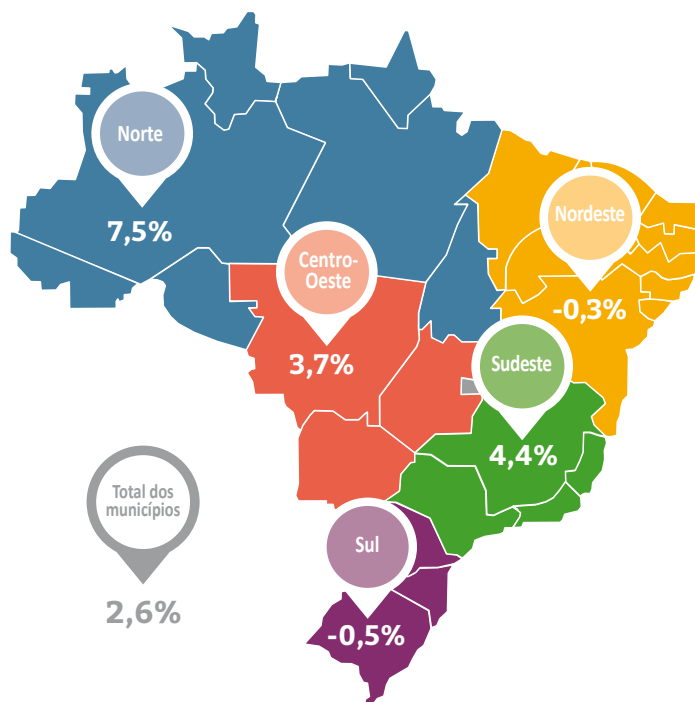 Norte
7,5%
Nordeste
-0,3%
Centro-
Oeste
3,7%
Sudeste
4,4%
Total dos
municípios
2,6%
Sul
-0,5%